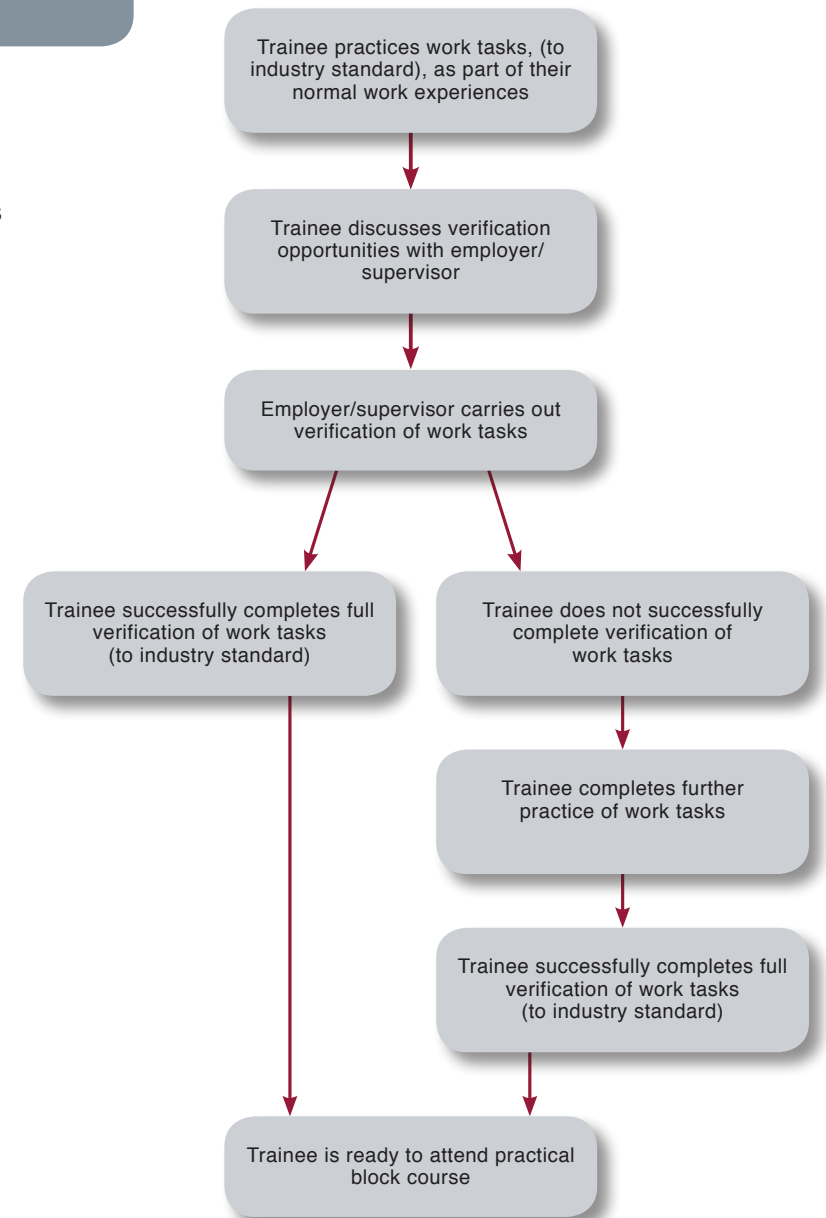 Trainee practices work tasks, (to
industry standard), as part of their
normal work experiences
Trainee discusses verification
opportunities with employer/
supervisor
Employer/supervisor carries out
verification of work tasks
Trainee successfully completes full
verification of work tasks
(to industry standard)
Trainee does not successfully
complete verification of
work tasks
Trainee completes further
practice of work tasks
Trainee successfully completes full
verification of work tasks
(to industry standard)
Trainee is ready to attend practical
block course